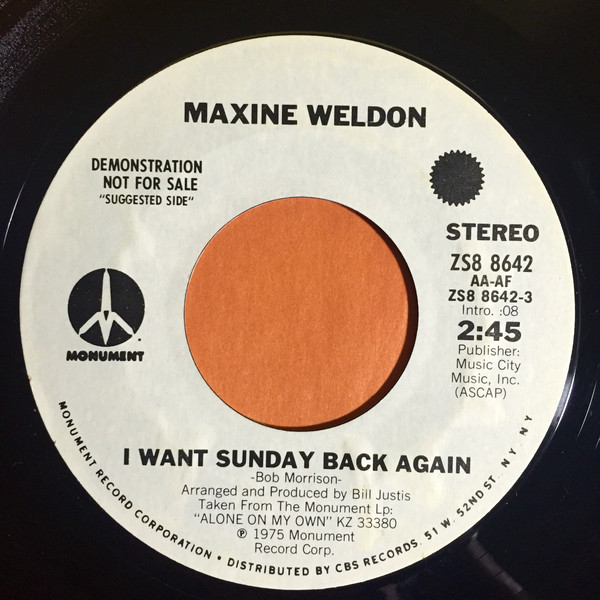 MAXINE WELDON
DEMONSTRATION
NOT FOR SALE
"SUGGESTED SIDE"
STEREO
ZS8 8642
AA-AF
ZS8 8642-3
Intro. :08
2:45
Publisher:
Music City
Music, Inc.
(ASCAP)
MONUMENT
I WANT SUNDAY BACK AGAIN
-Bob Morrison-
Arranged and Produced by Bill Justis
Taken From The Monument Lp:
"ALONE ON MY OWN" KZ 33380
℗ 1975 Monument
Record Corp.
MONUMENT RECORD CORPORATION • DISTRIBUTED BY CBS RECORDS, 51 W. 52ND ST. NY. NY